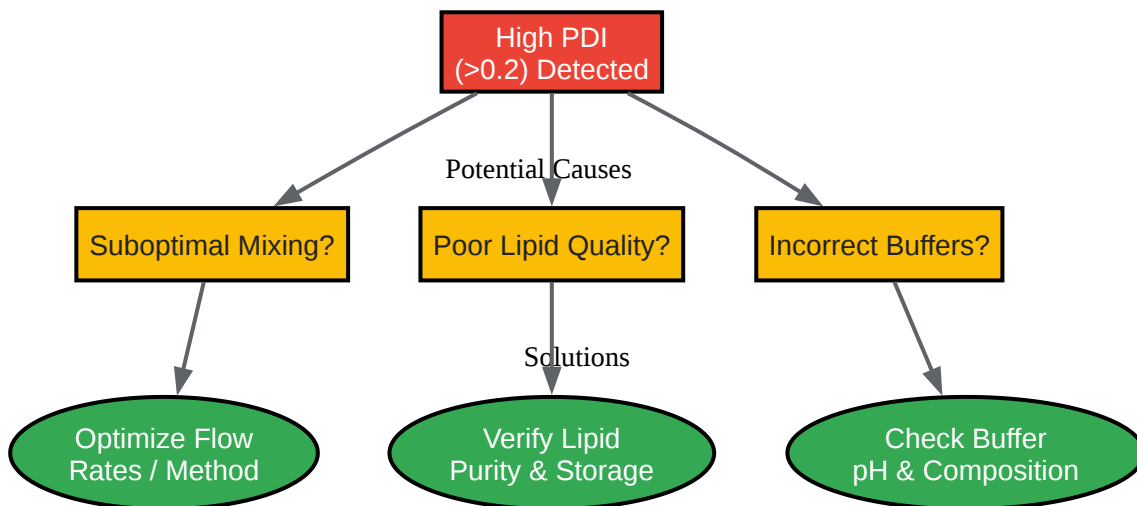 High PDI
(>0.2) Detected
Potential Causes
Suboptimal Mixing?
Poor Lipid Quality?
Incorrect Buffers?
Solutions
Optimize Flow
Rates / Method
Verify Lipid
Purity & Storage
Check Buffer
pH & Composition